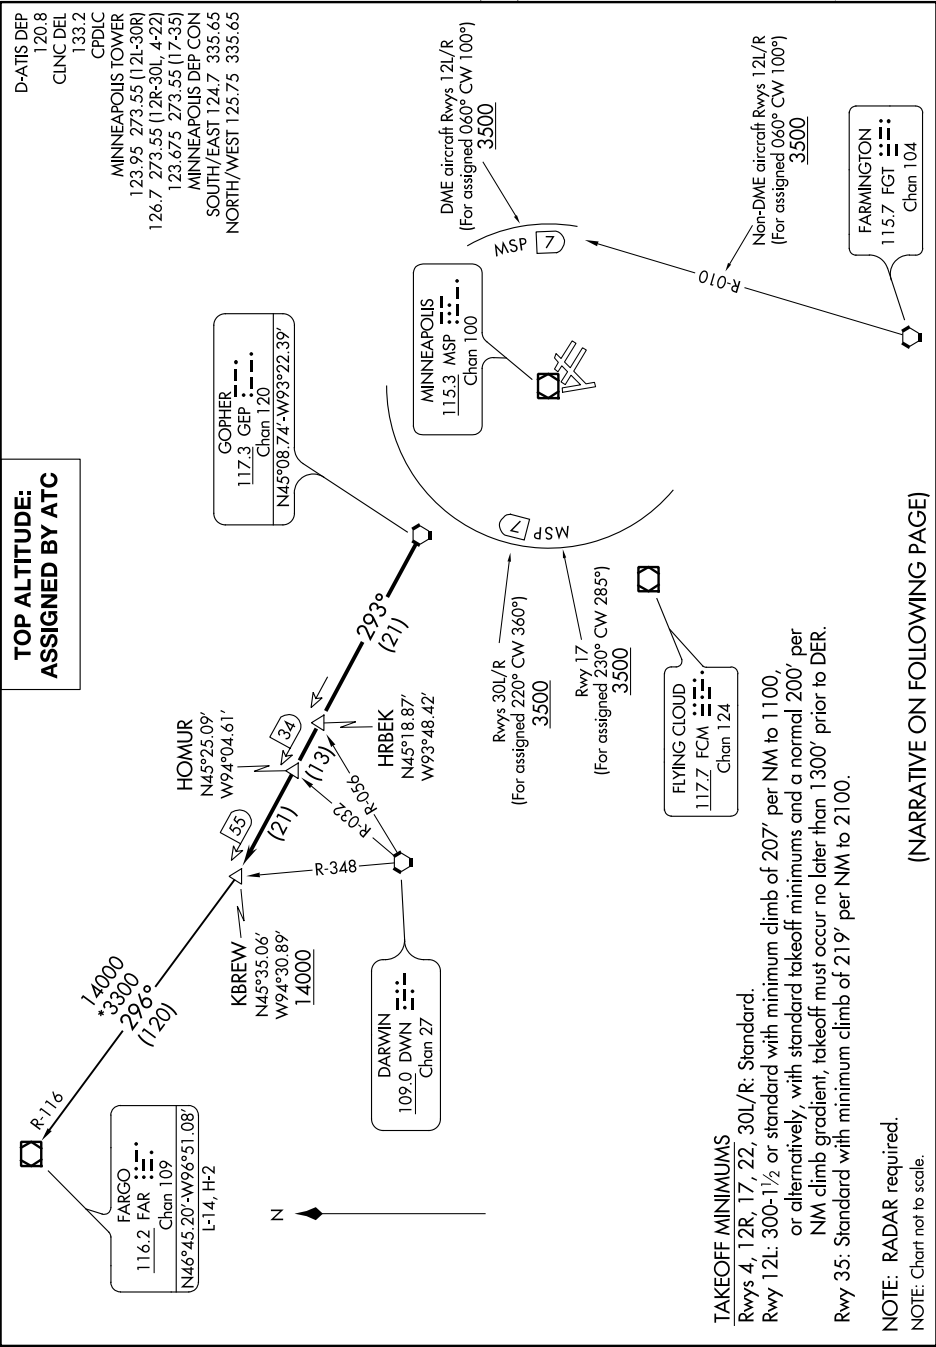 TOP ALTITUDE:
ASSIGNED BY ATC
D-ATIS DEP
120.8
CLNC DEL
133.2
CPDLC
MINNEAPOLIS TOWER
123.95 273.55 (12L-30R)
126.7 273.55 (12R-30L, 4-22)
123.675 273.55 (17-35)
MINNEAPOLIS DEP CON
SOUTH/EAST 124.7 335.65
NORTH/WEST 125.75 335.65
FARGO
116.2 FAR
Chan 109
N46°45.20'-W96°51.08'
L-14, H-2
R-116
14000
*3300
296°
(120)
KBREW
N45°35.06'
W94°30.89'
14000
55
(21)
HOMUR
N45°25.09'
W94°04.61'
34
(13)
HRBEK
N45°18.87'
W93°48.42'
293°
(21)
GOPHER
117.3 GEP
Chan 120
N45°08.74'-W93°22.39'
R-348
R-032
R-056
DARWIN
109.0 DWN
Chan 27
MINNEAPOLIS
115.3 MSP
Chan 100
MSP 7
DME aircraft Rwys 12L/R
(For assigned 060° CW 100°)
3500
MSP 7
Rwys 30L/R
(For assigned 220° CW 360°)
3500
Rwy 17
(For assigned 230° CW 285°)
3500
Non-DME aircraft Rwys 12L/R
(For assigned 060° CW 100°)
3500
R-010
FLYING CLOUD
117.7 FCM
Chan 124
FARMINGTON
115.7 FGT
Chan 104
N
TAKEOFF MINIMUMS
Rwys 4, 12R, 17, 22, 30L/R: Standard.
Rwy 12L: 300-1½ or standard with minimum climb of 207' per NM to 1100,
or alternatively, with standard takeoff minimums and a normal 200' per
NM climb gradient, takeoff must occur no later than 1300' prior to DER.
Rwy 35: Standard with minimum climb of 219' per NM to 2100.
NOTE: RADAR required.
NOTE: Chart not to scale.
(NARRATIVE ON FOLLOWING PAGE)